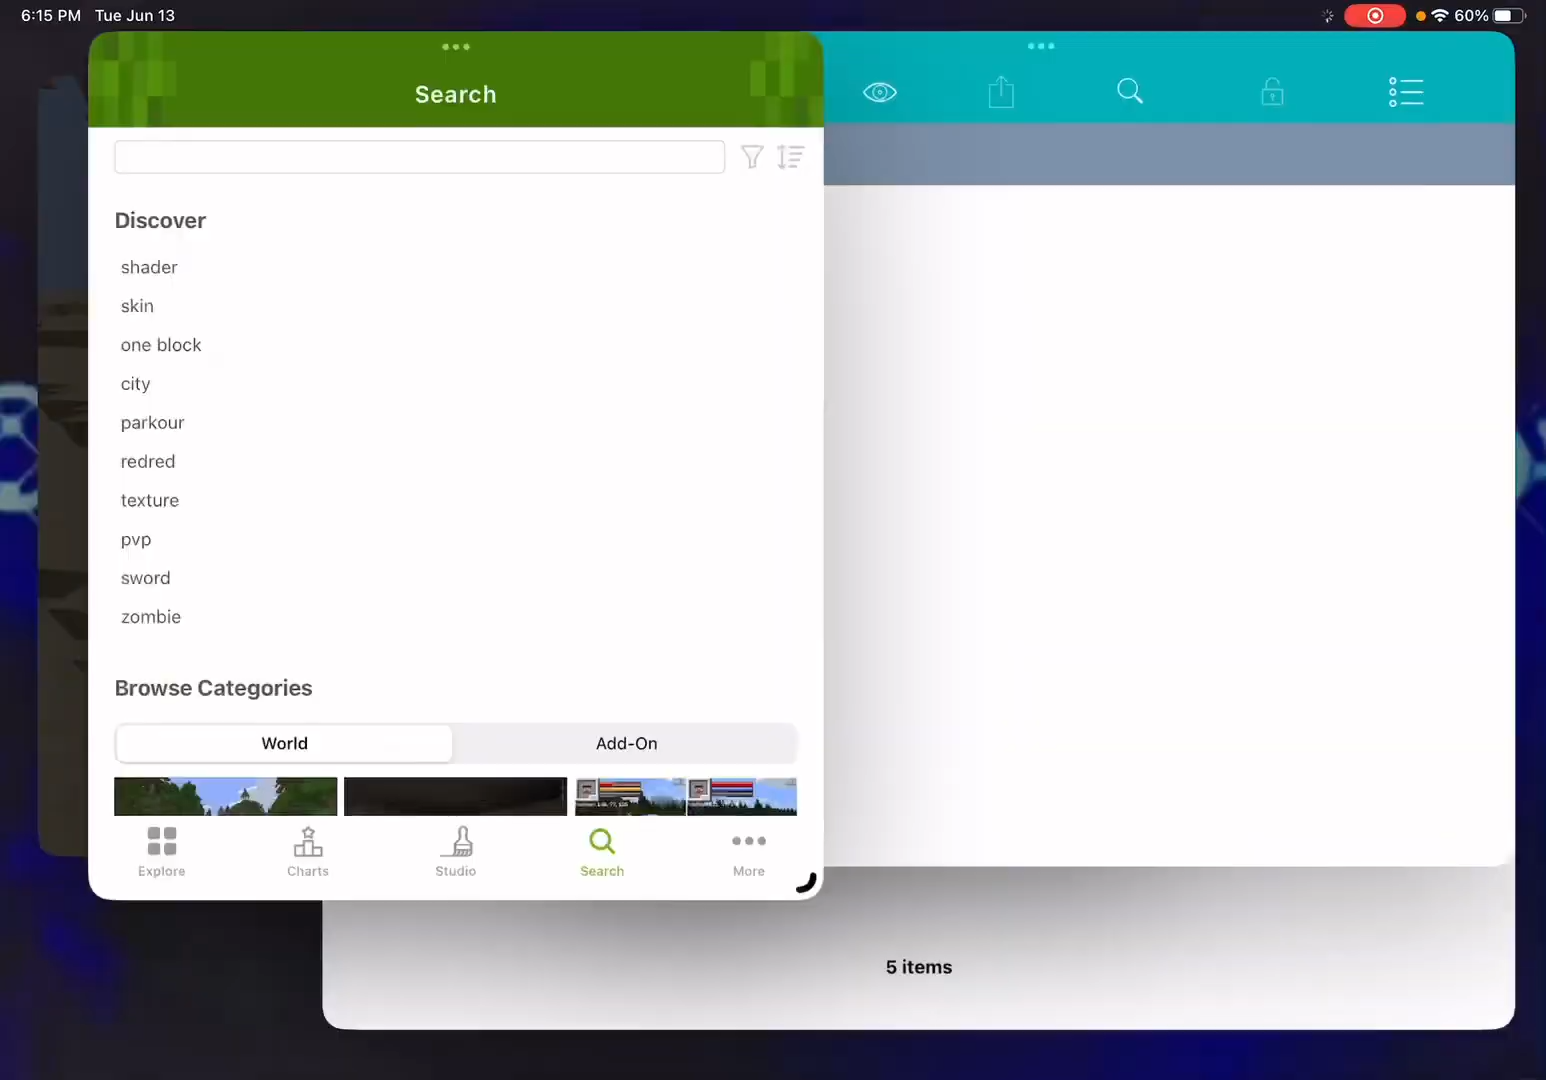 6:15 PM Tue Jun 13
60%
Search
Discover
shader
skin
one block
city
parkour
redred
texture
pvp
sword
zombie
Browse Categories
World Add-On
Explore Charts Studio Search More
5 items